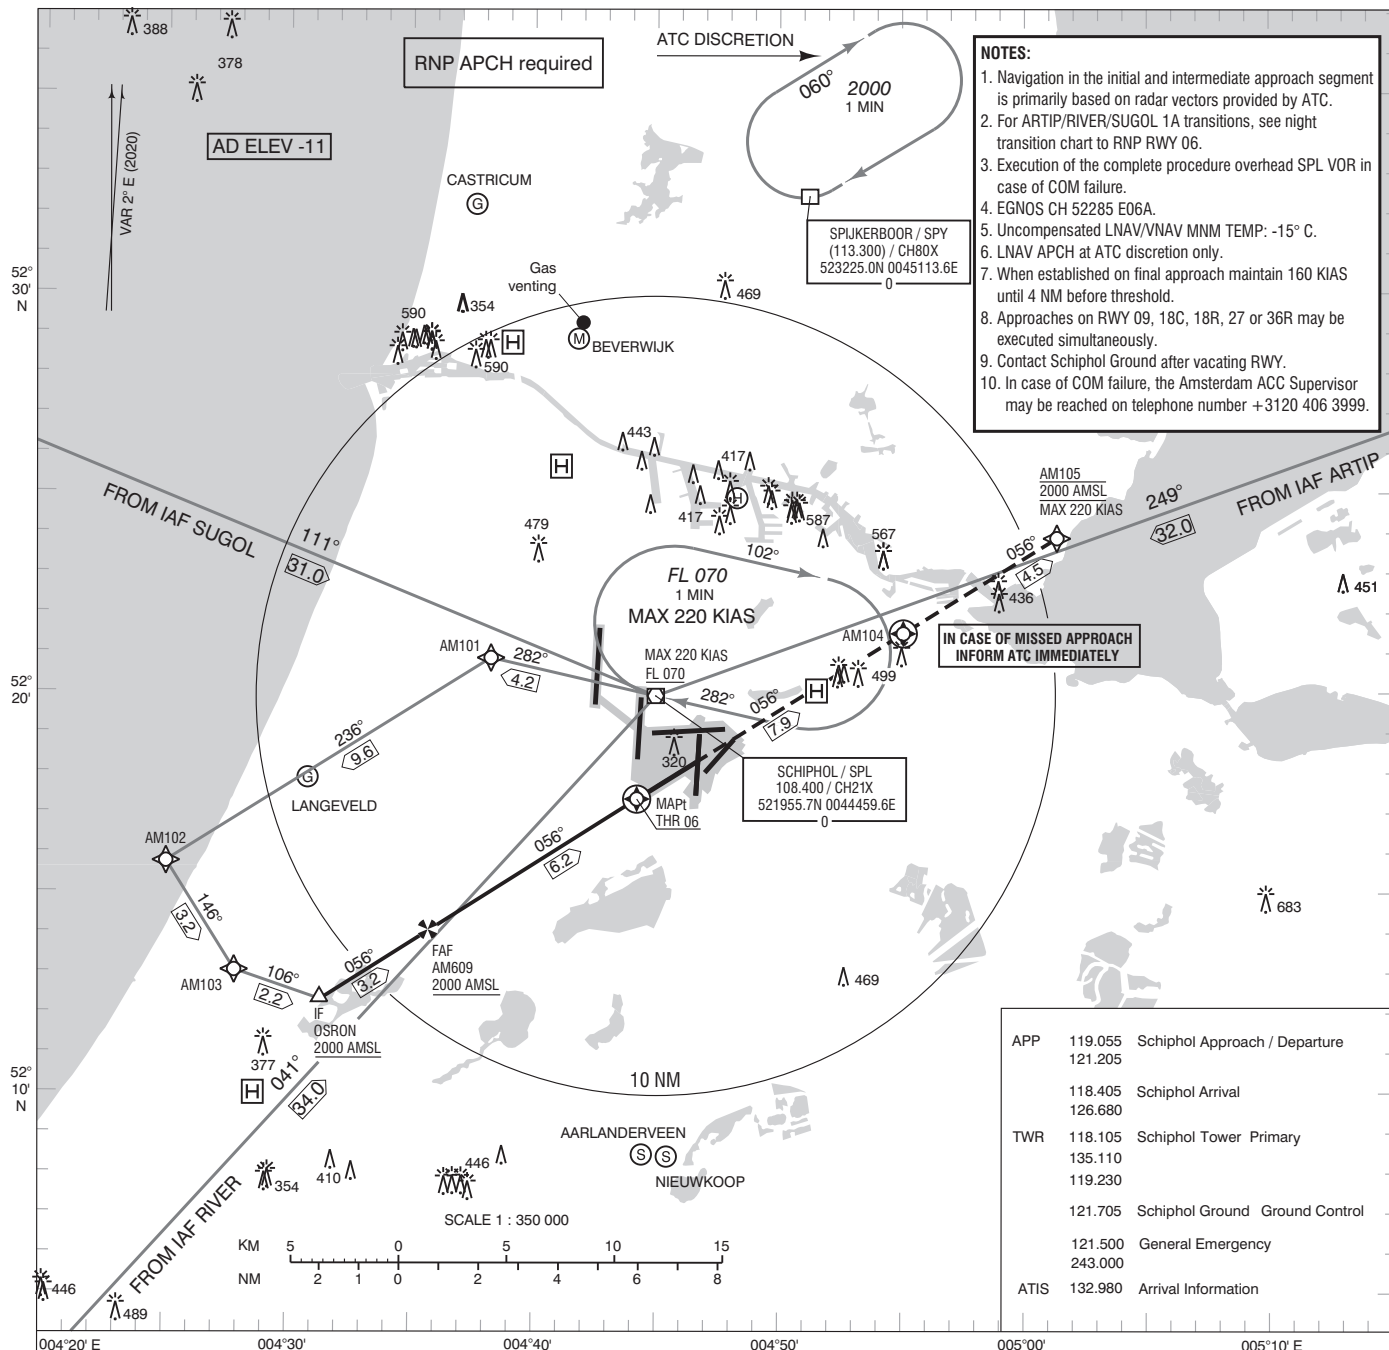 388
378
RNP APCH required
ATC DISCRETION
060°
2000
1 MIN
NOTES:
1. Navigation in the initial and intermediate approach segment
is primarily based on radar vectors provided by ATC.
2. For ARTIP/RIVER/SUGOL 1A transitions, see night
transition chart to RNP RWY 06.
3. Execution of the complete procedure overhead SPL VOR in
case of COM failure.
4. EGNOS CH 52285 E06A.
5. Uncompensated LNAV/VNAV MNM TEMP: -15° C.
6. LNAV APCH at ATC discretion only.
7. When established on final approach maintain 160 KIAS
until 4 NM before threshold.
8. Approaches on RWY 09, 18C, 18R, 27 or 36R may be
executed simultaneously.
9. Contact Schiphol Ground after vacating RWY.
10. In case of COM failure, the Amsterdam ACC Supervisor
may be reached on telephone number +3120 406 3999.
VAR 2° E (2020)
AD ELEV -11
CASTRICUM
G
SPIJKERBOOR / SPY
(113.300) / CH80X
523225.0N 0045113.6E
0
52°
30'
N
Gas
venting
469
354
590
H
M
BEVERWIJK
590
443
417
H
H
417
587
479
567
FROM IAF SUGOL
111°
31.0
AM105
2000 AMSL
MAX 220 KIAS
249°
32.0
FROM IAF ARTIP
056°
4.5
436
451
102°
FL 070
1 MIN
MAX 220 KIAS
AM104
IN CASE OF MISSED APPROACH
INFORM ATC IMMEDIATELY
AM101
282°
4.2
MAX 220 KIAS
FL 070
499
H
282°
056°
7.9
52°
20'
N
236°
9.6
G
LANGEVELD
320
SCHIPHOL / SPL
108.400 / CH21X
521955.7N 0044459.6E
0
MAPt
THR 06
AM102
056°
6.2
146°
3.2
683
FAF
AM609
2000 AMSL
056°
3.2
AM103
106°
2.2
469
IF
OSRON
2000 AMSL
377
H
041°
34.0
52°
10'
N
10 NM
APP 119.055 Schiphol Approach / Departure
121.205
118.405 Schiphol Arrival
126.680
TWR 118.105 Schiphol Tower Primary
135.110
119.230
121.705 Schiphol Ground Ground Control
121.500 General Emergency
243.000
ATIS 132.980 Arrival Information
AARLANDERVEEN
S
S
NIEUWKOOP
354
410
446
FROM IAF RIVER
SCALE 1 : 350 000
KM 5 0 5 10 15
NM 2 1 0 2 4 6 8
446
489
004°20' E 004°30' 004°40' 004°50' 005°00' 005°10' E